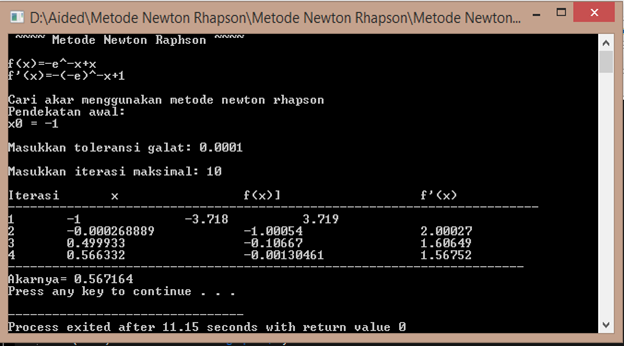 D:\Aided\Metode Newton Rhapson\Metode Newton Rhapson\Metode Newton...
~~~~ Metode Newton Raphson ~~~~
f(x)=-e^-x+x
f'(x)=-(-e)^-x+1
Cari akar menggunakan metode newton rhapson
Pendekatan awal:
x0 = -1
Masukkan toleransi galat: 0.0001
Masukkan iterasi maksimal: 10
Iterasi x f(x)] f'(x)
1 -1 -3.718 3.719
2 -0.000268889 -1.00054 2.00027
3 0.499933 -0.10667 1.60649
4 0.566332 -0.00130461 1.56752
Akarnya= 0.567164
Press any key to continue . . .
--------------------------------
Process exited after 11.15 seconds with return value 0